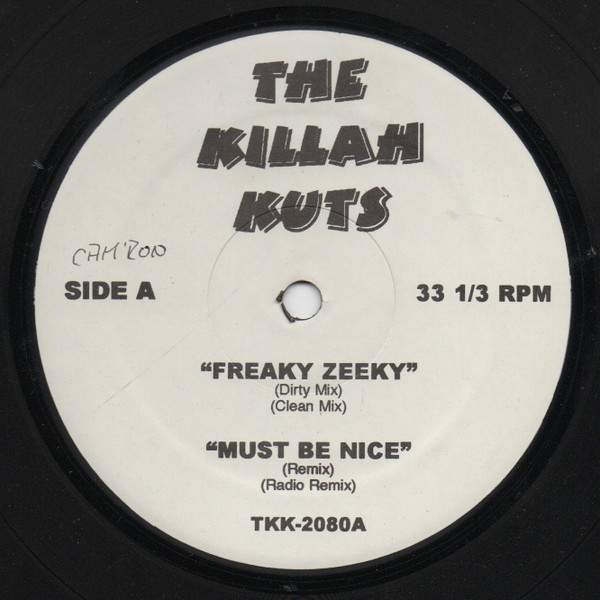 THE
KILLAH
KUTS
CAM'RON
SIDE A
33 1/3 RPM
“FREAKY ZEEKY”
(Dirty Mix)
(Clean Mix)
“MUST BE NICE”
(Remix)
(Radio Remix)
TKK-2080A